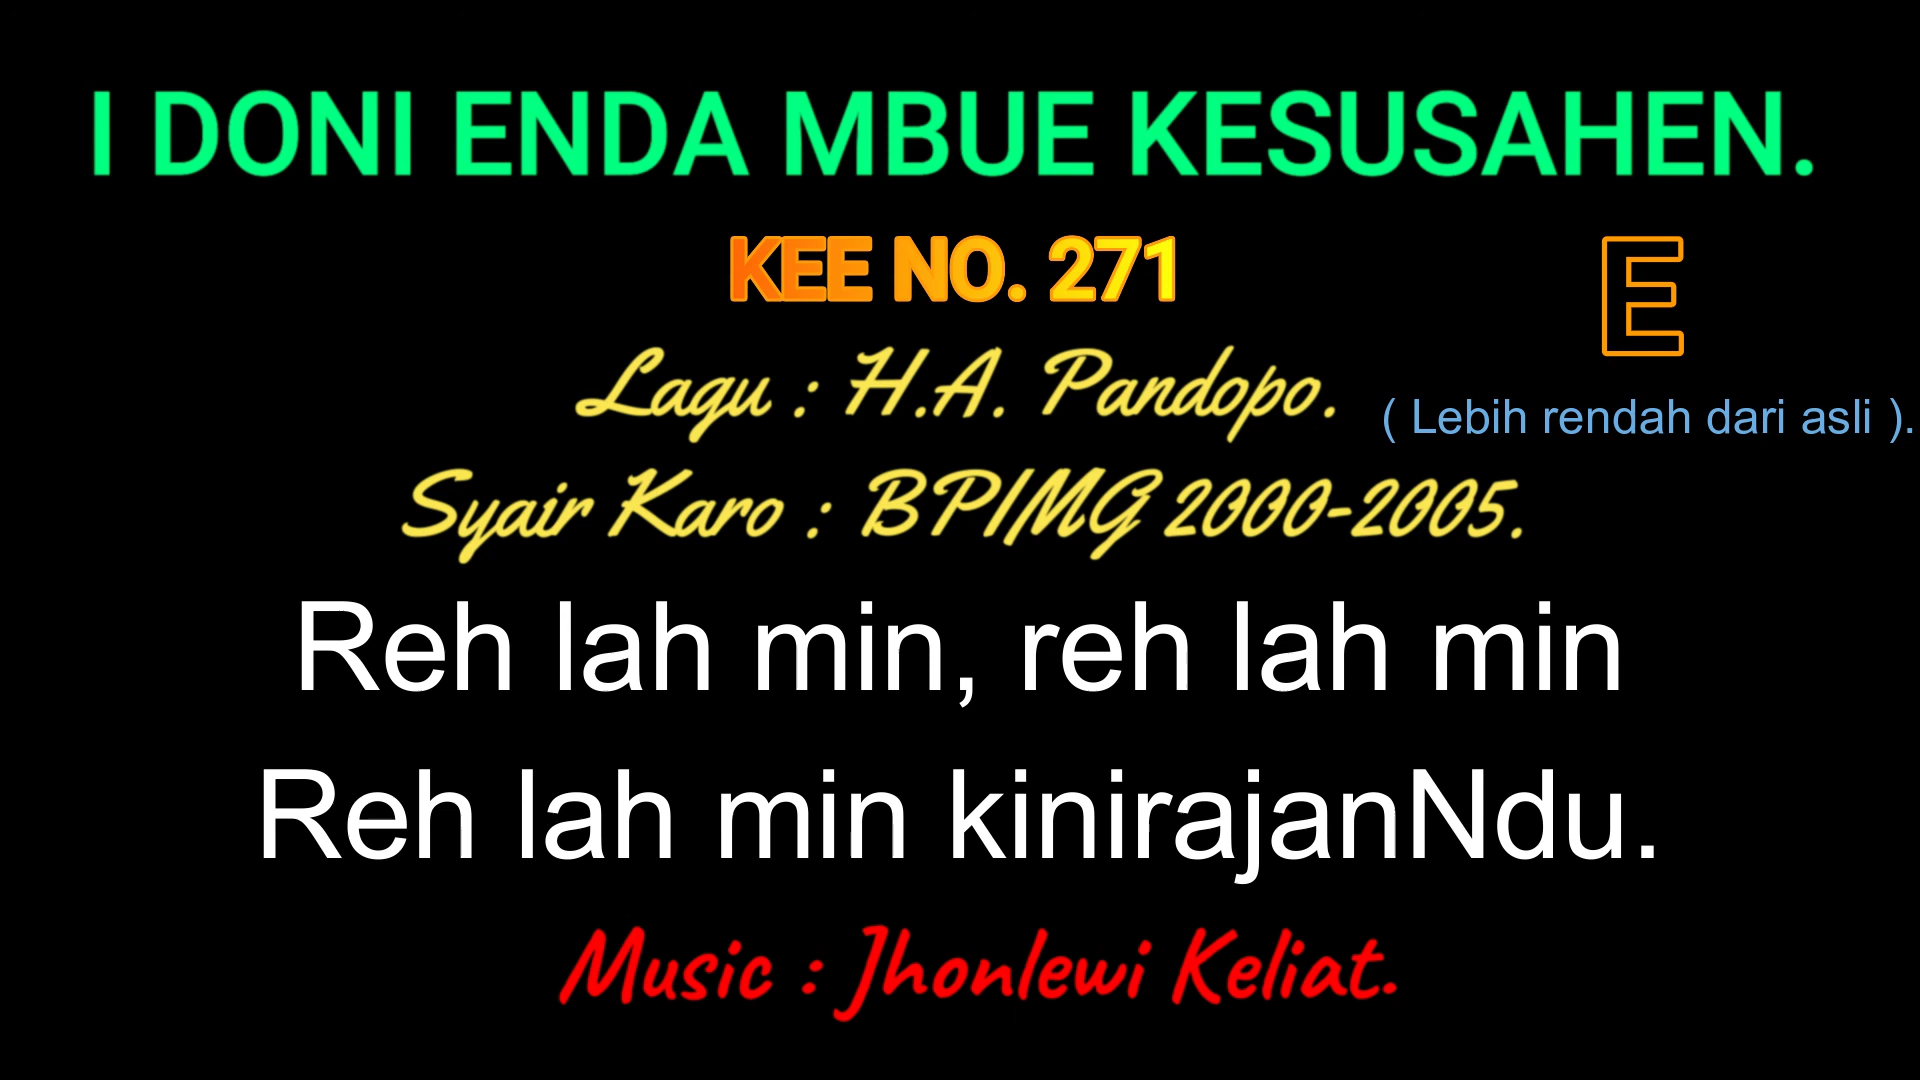 I DONI ENDA MBUE KESUSAHEN.
KEE NO. 271
E
Lagu : H.A. Pandopo.
( Lebih rendah dari asli ).
Syair Karo : BPIMG 2000-2005.
Reh lah min, reh lah min
Reh lah min kinirajanNdu.
Music : Jhonlewi Keliat.